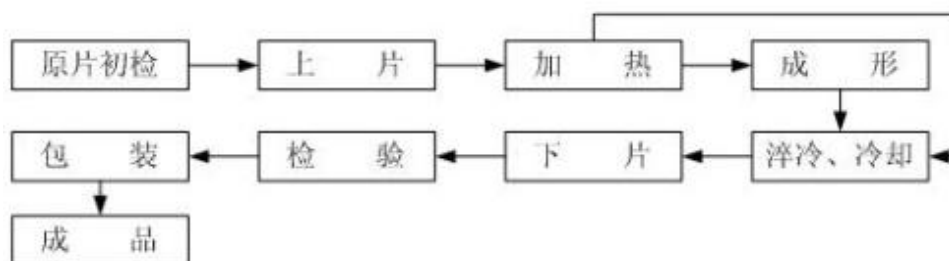 原片初检
上 片
加 热
成 形
包 装
检 验
下 片
淬冷、冷却
成 品